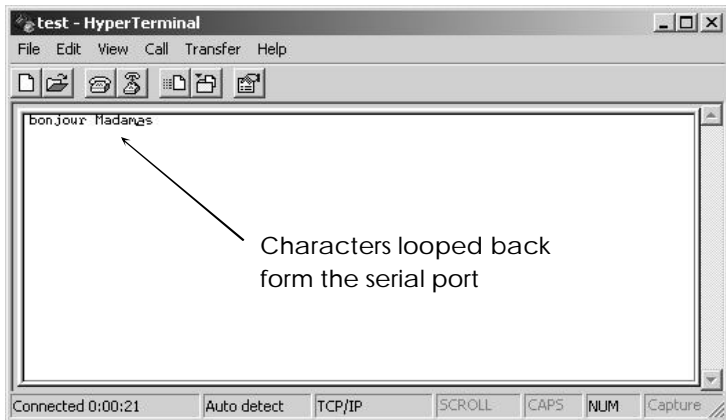 test - HyperTerminal
File Edit View Call Transfer Help
bonjour Madamas
Characters looped back
form the serial port
Connected 0:00:21 Auto detect TCP/IP SCROLL CAPS NUM Capture